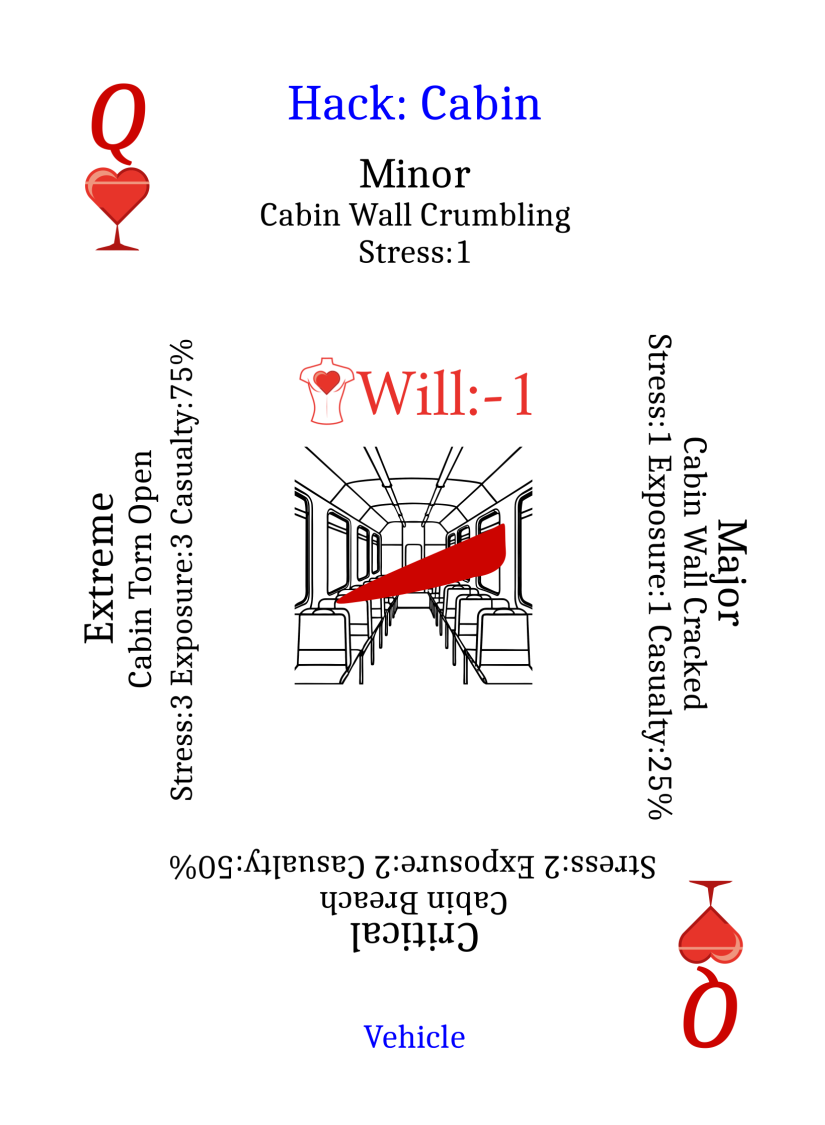 Q
Hack: Cabin
Minor
Cabin Wall Crumbling
Stress:1
Will:-1
Major
Cabin Wall Cracked
Stress:1 Exposure:1 Casualty:25%
Critical
Cabin Breach
Stress:2 Exposure:2 Casualty:50%
Extreme
Cabin Torn Open
Stress:3 Exposure:3 Casualty:75%
Vehicle
Q